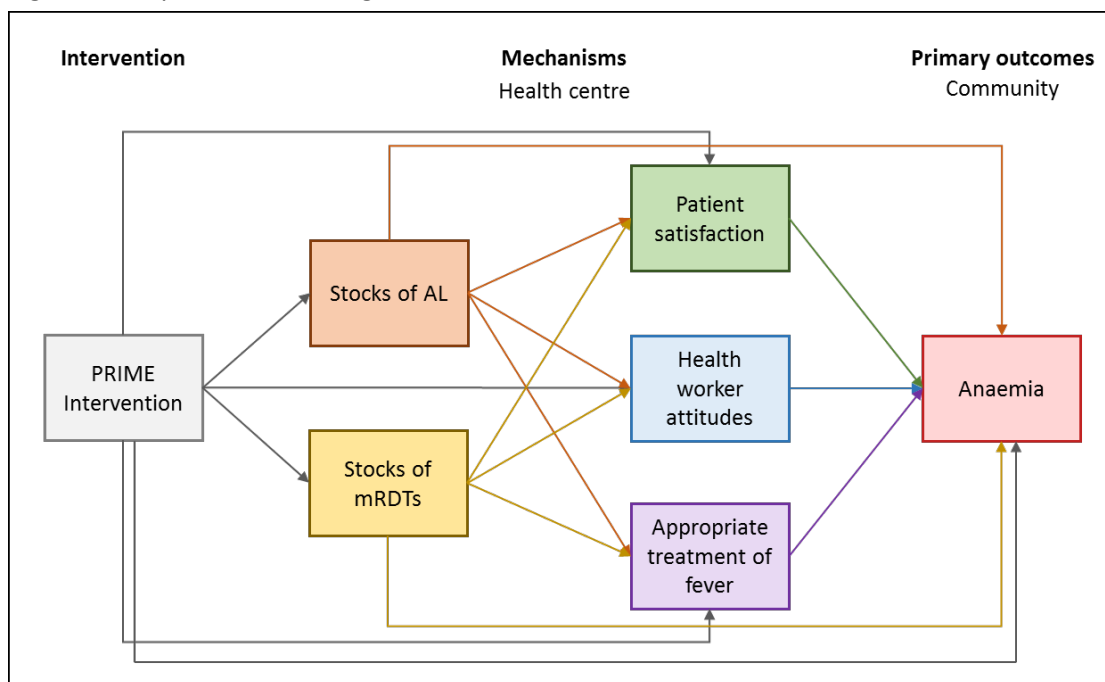 Intervention
Mechanisms
Health centre
Primary outcomes
Community
Patient
satisfaction
Stocks of AL
PRIME
Intervention
Health
worker
attitudes
Anaemia
Stocks of
mRDTs
Appropriate
treatment of
fever